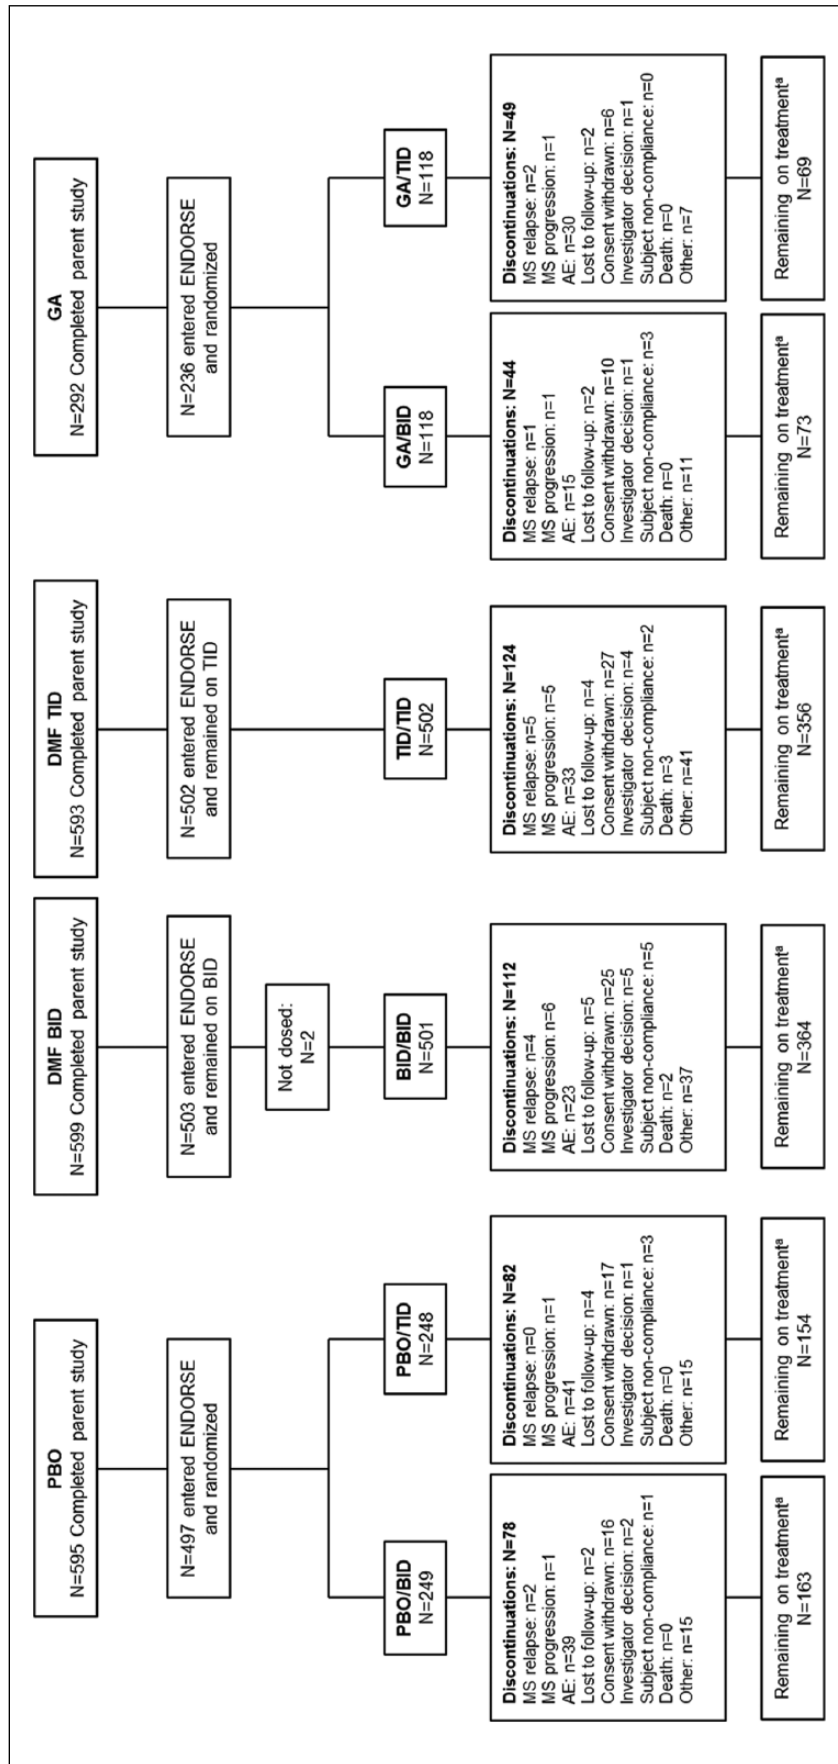 PBO
N=595 Completed parent study
N=497 entered ENDORSE
and randomized
PBO/BID
N=249
Discontinuations: N=78
MS relapse: n=2
MS progression: n=1
AE: n=39
Lost to follow-up: n=2
Consent withdrawn: n=16
Investigator decision: n=2
Subject non-compliance: n=1
Death: n=0
Other: n=15
Remaining on treatmentᵃ
N=163
PBO/TID
N=248
Discontinuations: N=82
MS relapse: n=0
MS progression: n=1
AE: n=41
Lost to follow-up: n=4
Consent withdrawn: n=17
Investigator decision: n=1
Subject non-compliance: n=3
Death: n=0
Other: n=15
Remaining on treatmentᵃ
N=154
DMF BID
N=599 Completed parent study
N=503 entered ENDORSE
and remained on BID
Not dosed:
N=2
BID/BID
N=501
Discontinuations: N=112
MS relapse: n=4
MS progression: n=6
AE: n=23
Lost to follow-up: n=5
Consent withdrawn: n=25
Investigator decision: n=5
Subject non-compliance: n=5
Death: n=2
Other: n=37
Remaining on treatmentᵃ
N=364
DMF TID
N=593 Completed parent study
N=502 entered ENDORSE
and remained on TID
TID/TID
N=502
Discontinuations: N=124
MS relapse: n=5
MS progression: n=5
AE: n=33
Lost to follow-up: n=4
Consent withdrawn: n=27
Investigator decision: n=4
Subject non-compliance: n=2
Death: n=3
Other: n=41
Remaining on treatmentᵃ
N=356
GA
N=292 Completed parent study
N=236 entered ENDORSE
and randomized
GA/BID
N=118
Discontinuations: N=44
MS relapse: n=1
MS progression: n=1
AE: n=15
Lost to follow-up: n=2
Consent withdrawn: n=10
Investigator decision: n=1
Subject non-compliance: n=3
Death: n=0
Other: n=11
Remaining on treatmentᵃ
N=73
GA/TID
N=118
Discontinuations: N=49
MS relapse: n=2
MS progression: n=1
AE: n=30
Lost to follow-up: n=2
Consent withdrawn: n=6
Investigator decision: n=1
Subject non-compliance: n=0
Death: n=0
Other: n=7
Remaining on treatmentᵃ
N=69